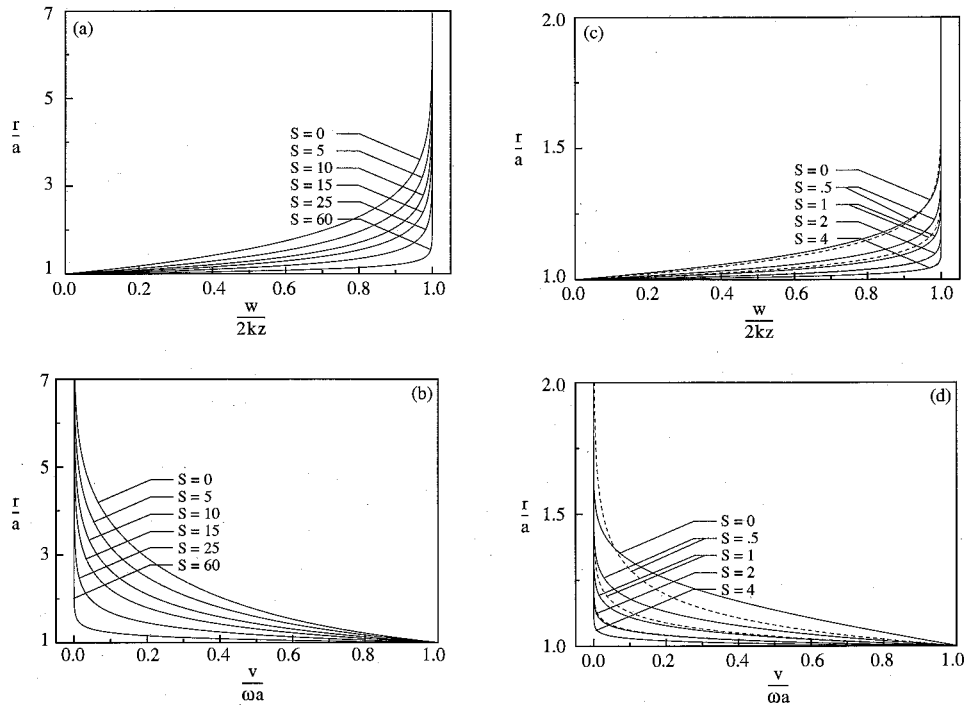 (a)
7
5
3
1
r
a
S = 0
S = 5
S = 10
S = 15
S = 25
S = 60
0.0 0.2 0.4 0.6 0.8 1.0
w
2kz
(c)
2.0
1.5
1.0
r
a
S = 0
S = .5
S = 1
S = 2
S = 4
0.0 0.2 0.4 0.6 0.8 1.0
w
2kz
(b)
7
5
3
1
r
a
S = 0
S = 5
S = 10
S = 15
S = 25
S = 60
0.0 0.2 0.4 0.6 0.8 1.0
v
ωa
(d)
2.0
1.5
1.0
r
a
S = 0
S = .5
S = 1
S = 2
S = 4
0.0 0.2 0.4 0.6 0.8 1.0
v
ωa